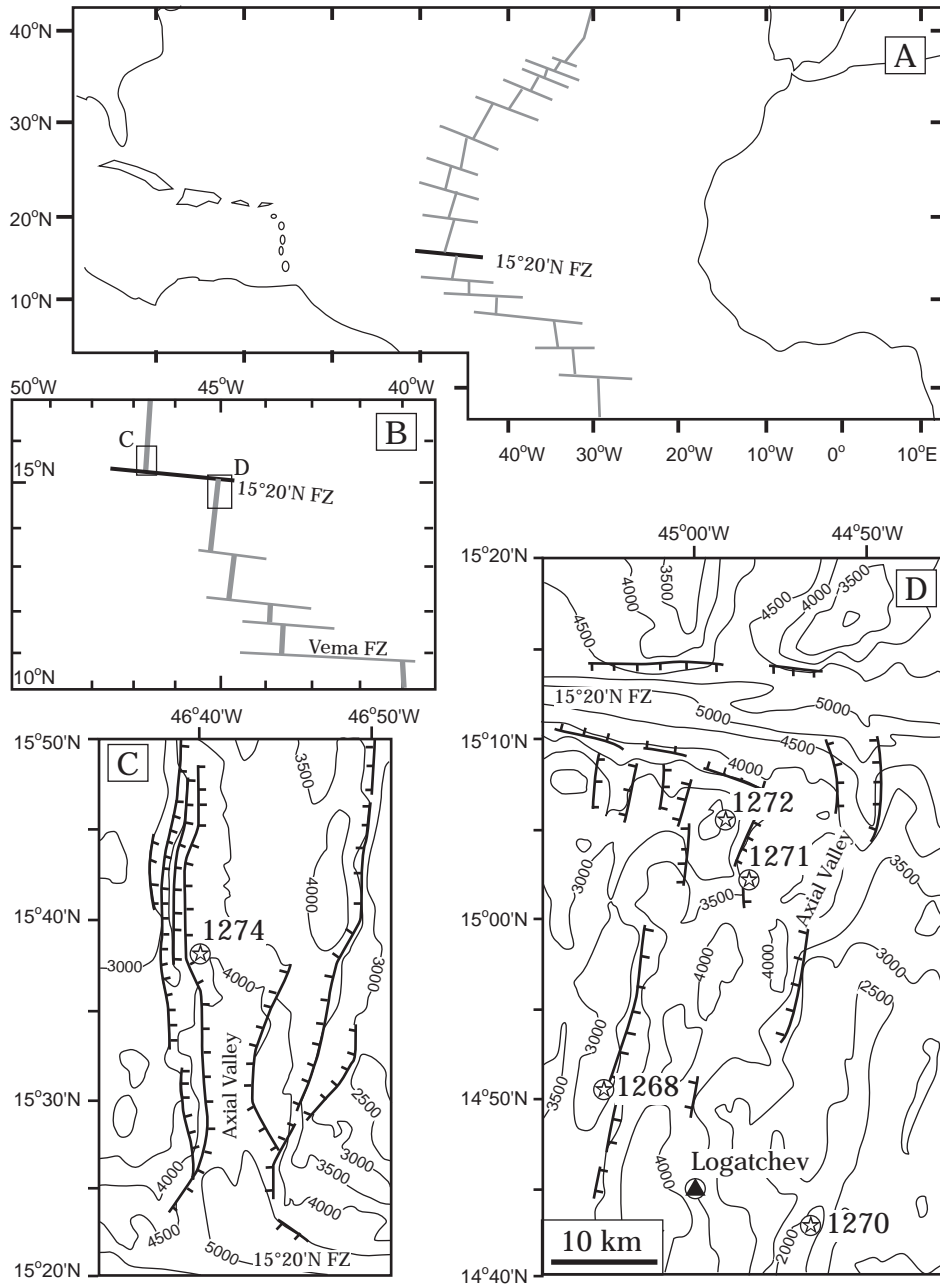 40°N
30°N
20°N
10°N
A
15°20'N FZ
40°W
30°W
20°W
10°W
0°
10°E
50°W
45°W
40°W
B
C
D
15°N
15°20'N FZ
Vema FZ
10°N
46°40'W
46°50'W
15°50'N
15°40'N
15°30'N
15°20'N
C
3500
4000
3000
1274
4000
3000
Axial Valley
2500
3000
3500
4000
4000
4500
5000
15°20'N FZ
45°00'W
44°50'W
15°20'N
15°10'N
15°00'N
14°50'N
14°40'N
D
4500
4000
3500
4500
4000
3500
15°20'N FZ
5000
5000
4500
4000
1272
1271
3000
3500
Axial Valley
3500
4000
4000
3000
2500
3000
3500
1268
4000
Logatchev
2000
1270
10 km